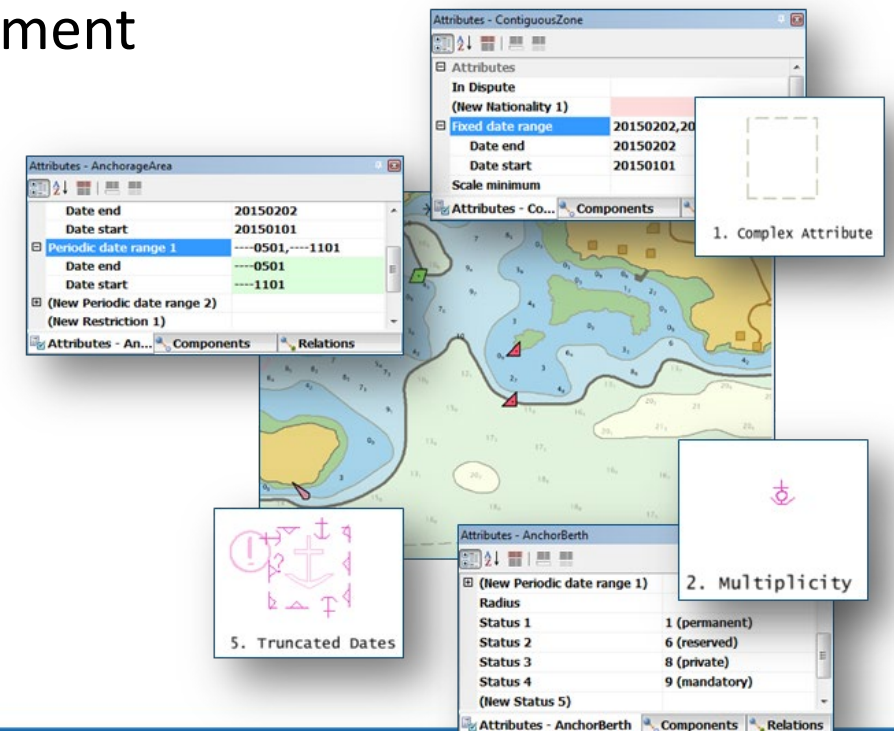 ment
Attributes - ContiguousZone
Attributes
In Dispute
(New Nationality 1)
Fixed date range 20150202,20
Date end 20150202
Date start 20150101
Scale minimum
Attributes - Co... Components
1. Complex Attribute
Attributes - AnchorageArea
Date end 20150202
Date start 20150101
Periodic date range 1 ----0501,----1101
Date end ----0501
Date start ----1101
(New Periodic date range 2)
(New Restriction 1)
Attributes - An... Components Relations
2. Multiplicity
5. Truncated Dates
Attributes - AnchorBerth
(New Periodic date range 1)
Radius
Status 1 1 (permanent)
Status 2 6 (reserved)
Status 3 8 (private)
Status 4 9 (mandatory)
(New Status 5)
Attributes - AnchorBerth Components Relations